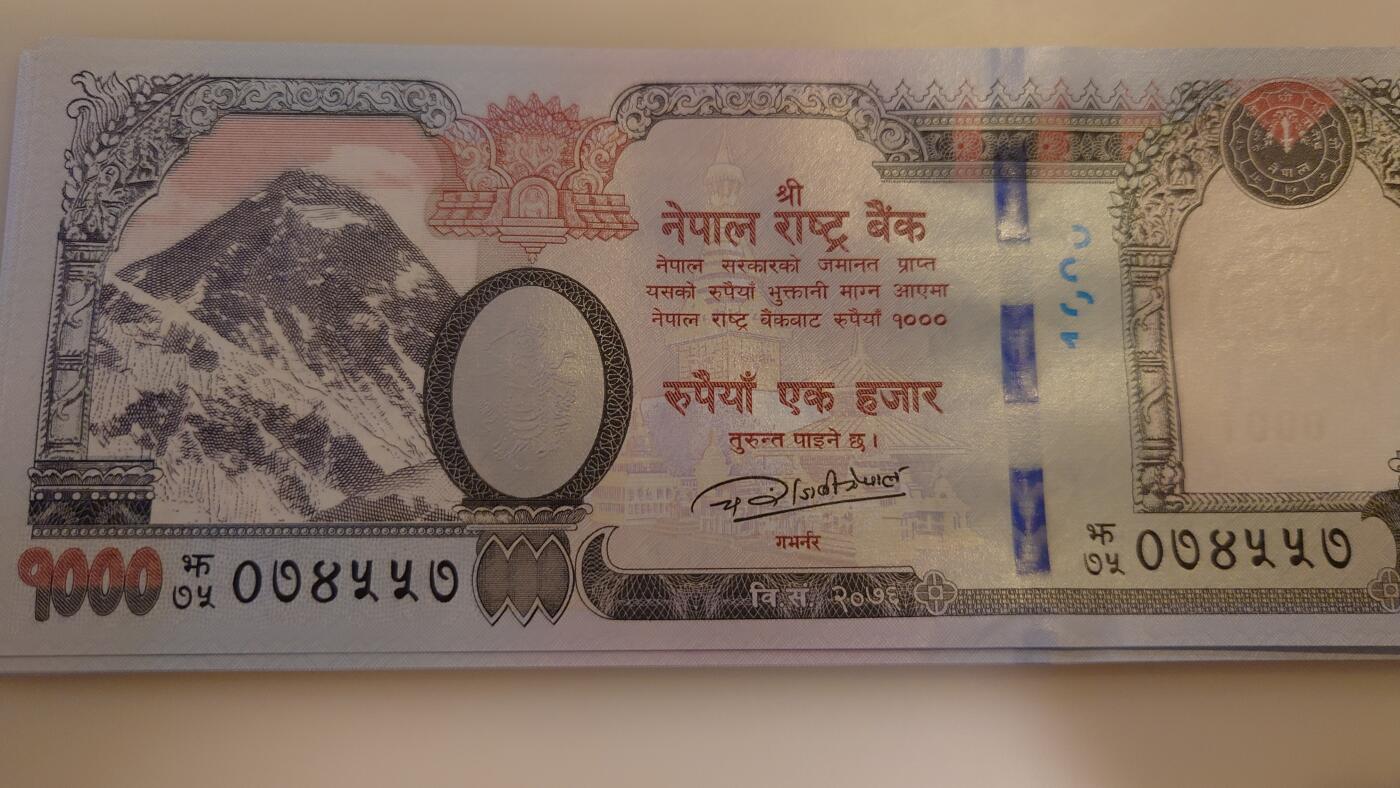 श्री
नेपाल राष्ट्र बैंक
नेपाल सरकारको जमानत प्राप्त
यसको रुपैयाँ भुक्तानी माग्न आएमा
नेपाल राष्ट्र बैंकबाट रुपैयाँ १०००
रुपैयाँ एक हजार
तुरुन्त पाइने छ।
गभर्नर
१०००
झ
७५ ०७४५५७
झ
७५ ०७४५५७
वि.सं. २०७६